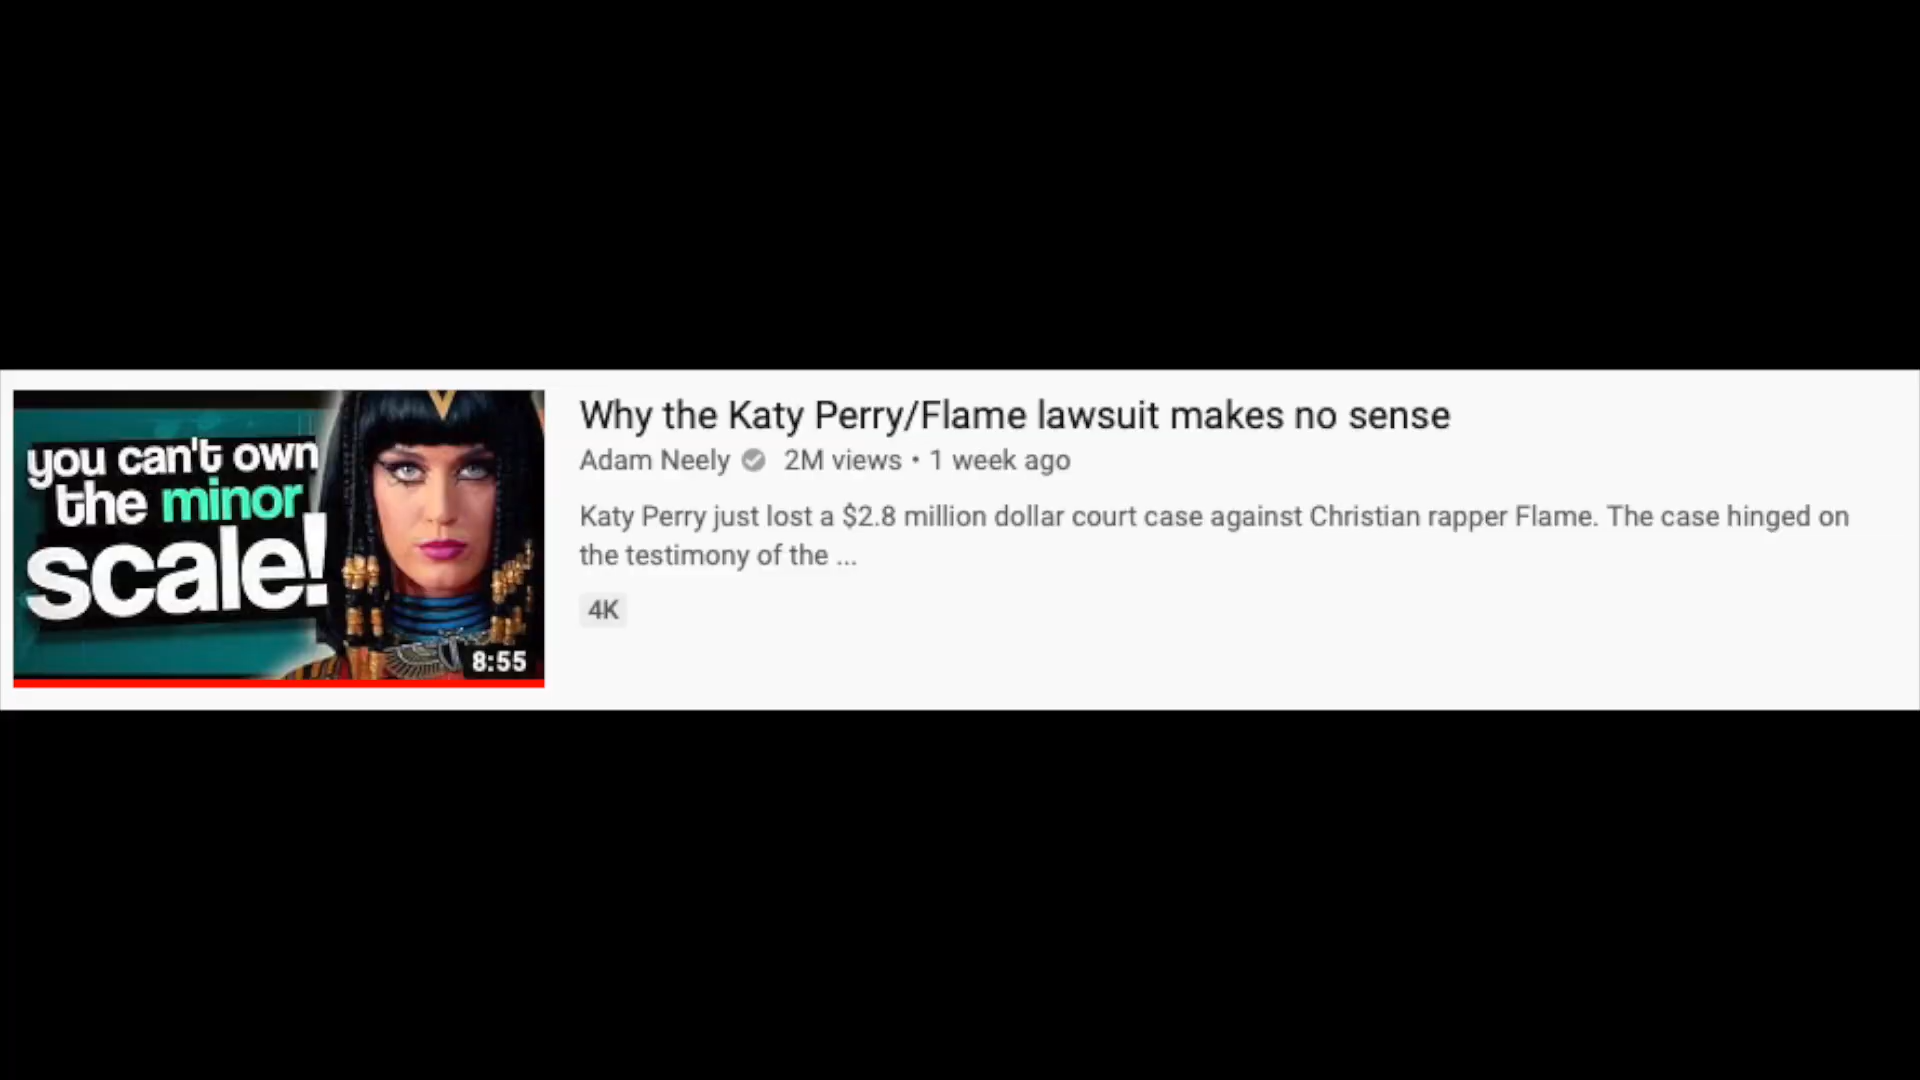 you can't own
the minor
scale!
8:55
Why the Katy Perry/Flame lawsuit makes no sense
Adam Neely 2M views • 1 week ago
Katy Perry just lost a $2.8 million dollar court case against Christian rapper Flame. The case hinged on
the testimony of the ...
4K